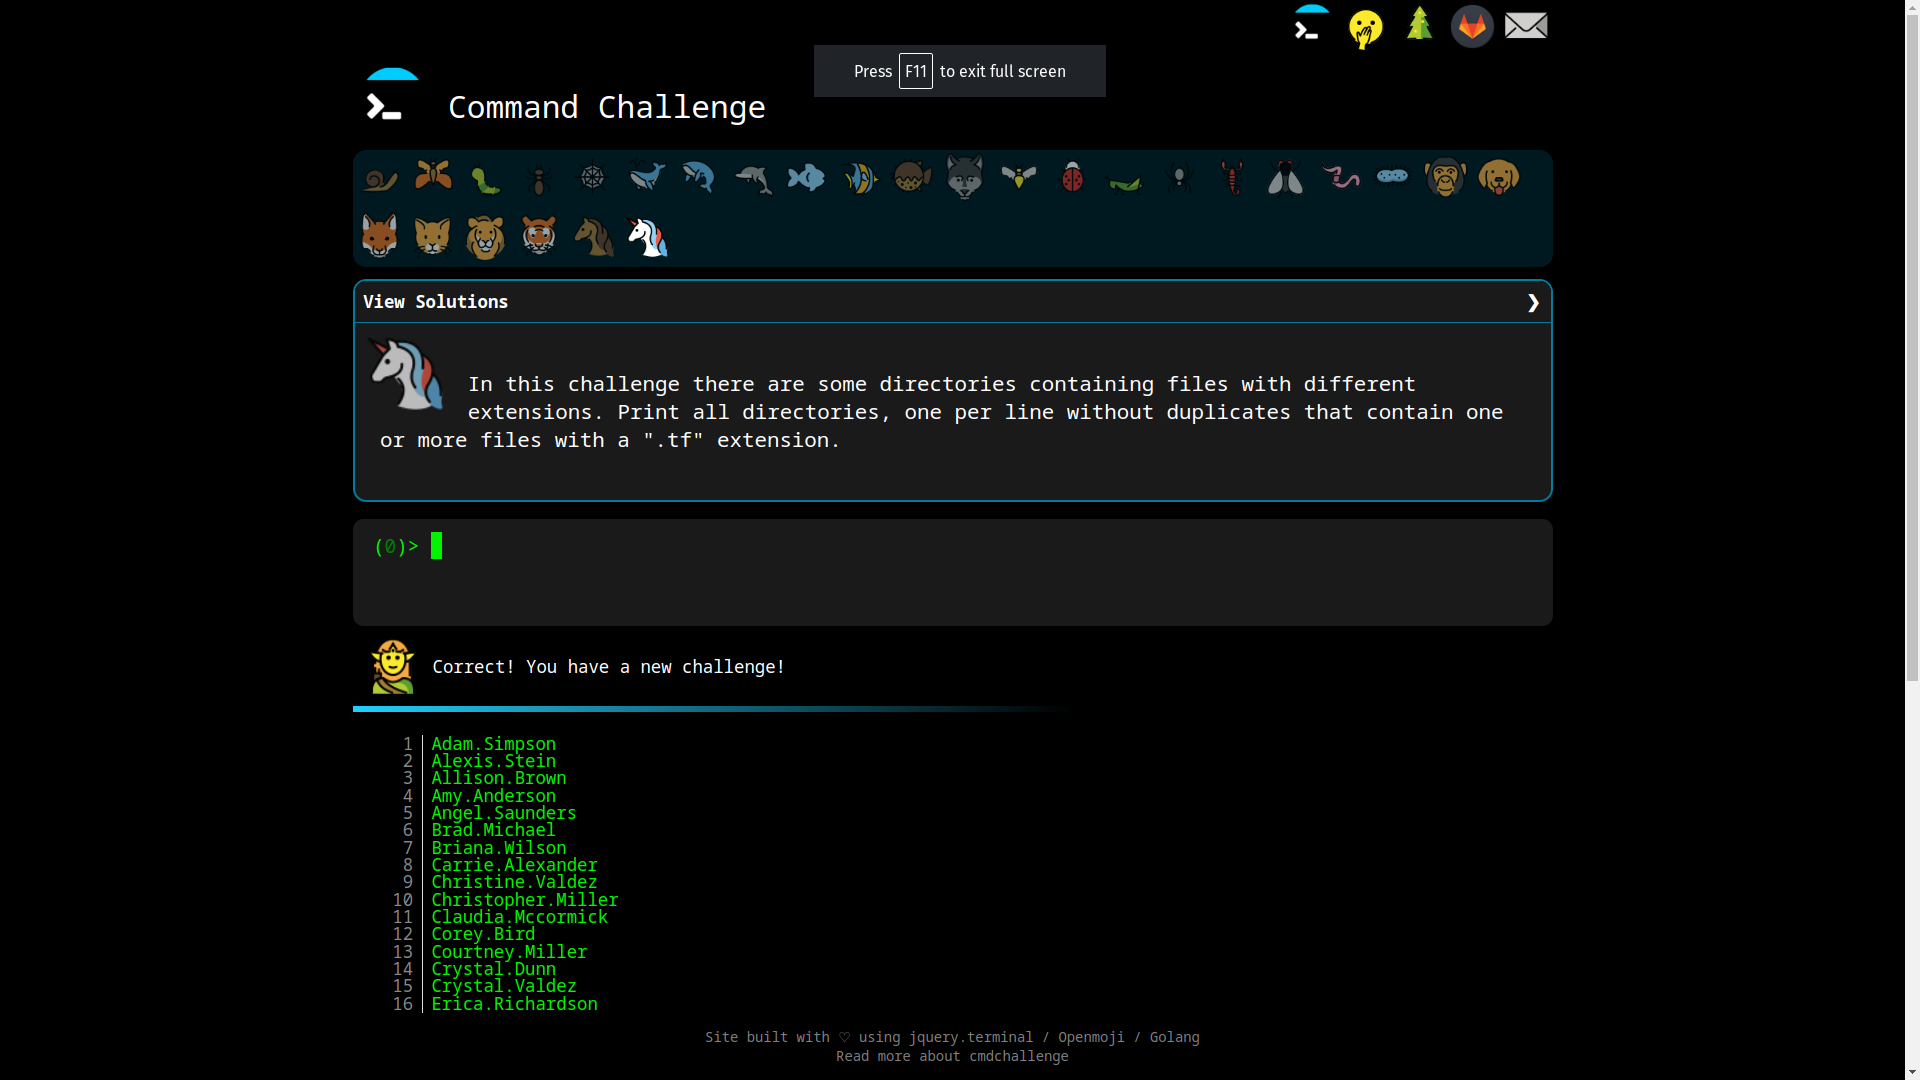 Press F11 to exit full screen
Command Challenge
View Solutions
In this challenge there are some directories containing files with different
extensions. Print all directories, one per line without duplicates that contain one
or more files with a ".tf" extension.
(0)>
Correct! You have a new challenge!
1 Adam.Simpson
2 Alexis.Stein
3 Allison.Brown
4 Amy.Anderson
5 Angel.Saunders
6 Brad.Michael
7 Briana.Wilson
8 Carrie.Alexander
9 Christine.Valdez
10 Christopher.Miller
11 Claudia.Mccormick
12 Corey.Bird
13 Courtney.Miller
14 Crystal.Dunn
15 Crystal.Valdez
16 Erica.Richardson
Site built with ♡ using jquery.terminal / Openmoji / Golang
Read more about cmdchallenge